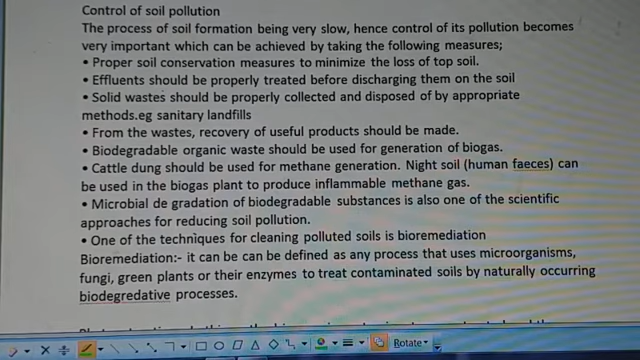 Control of soil pollution
The process of soil formation being very slow, hence control of its pollution becomes
very important which can be achieved by taking the following measures;
• Proper soil conservation measures to minimize the loss of top soil.
• Effluents should be properly treated before discharging them on the soil
• Solid wastes should be properly collected and disposed of by appropriate
methods.eg sanitary landfills
• From the wastes, recovery of useful products should be made.
• Biodegradable organic waste should be used for generation of biogas.
• Cattle dung should be used for methane generation. Night soil (human faeces) can
be used in the biogas plant to produce inflammable methane gas.
• Microbial de gradation of biodegradable substances is also one of the scientific
approaches for reducing soil pollution.
• One of the techniques for cleaning polluted soils is bioremediation
Bioremediation:- it can be can be defined as any process that uses microorganisms,
fungi, green plants or their enzymes to treat contaminated soils by naturally occurring
biodegredative processes.
Rotate